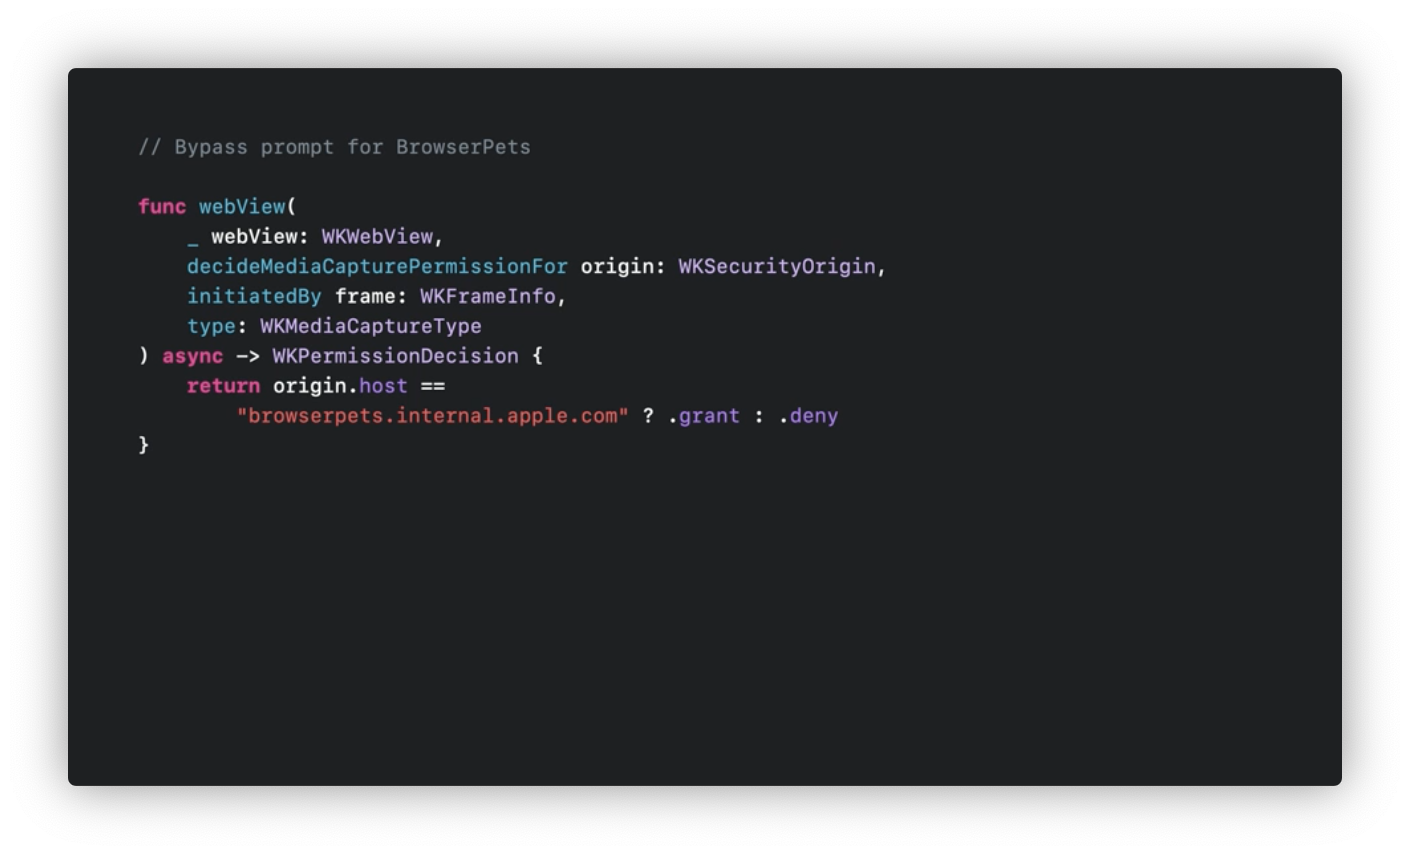 // Bypass prompt for BrowserPets
func webView(
_ webView: WKWebView,
decideMediaCapturePermissionFor origin: WKSecurityOrigin,
initiatedBy frame: WKFrameInfo,
type: WKMediaCaptureType
) async -> WKPermissionDecision {
return origin.host ==
"browserpets.internal.apple.com" ? .grant : .deny
}